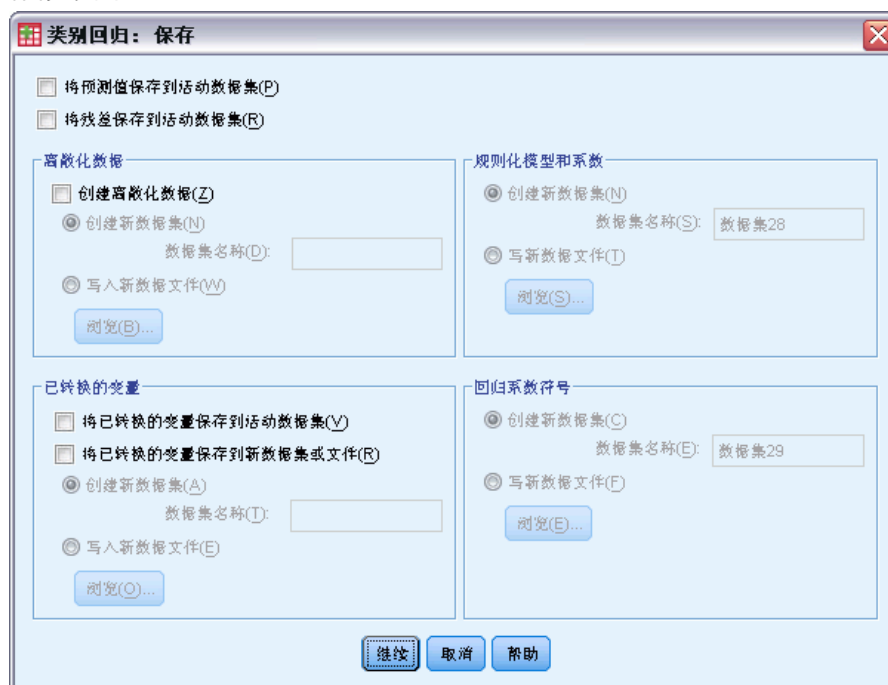 类别回归： 保存
将预测值保存到活动数据集(P)
将残差保存到活动数据集(R)
离散化数据
创建离散化数据(Z)
创建新数据集(N)
数据集名称(D):
写入新数据文件(W)
浏览(B)...
规则化模型和系数
创建新数据集(N)
数据集名称(S): 数据集28
写新数据文件(T)
浏览(S)...
已转换的变量
将已转换的变量保存到活动数据集(V)
将已转换的变量保存到新数据集或文件(R)
创建新数据集(A)
数据集名称(T):
写入新数据文件(E)
浏览(O)...
回归系数符号
创建新数据集(C)
数据集名称(E): 数据集29
写新数据文件(F)
浏览(E)...
继续 取消 帮助